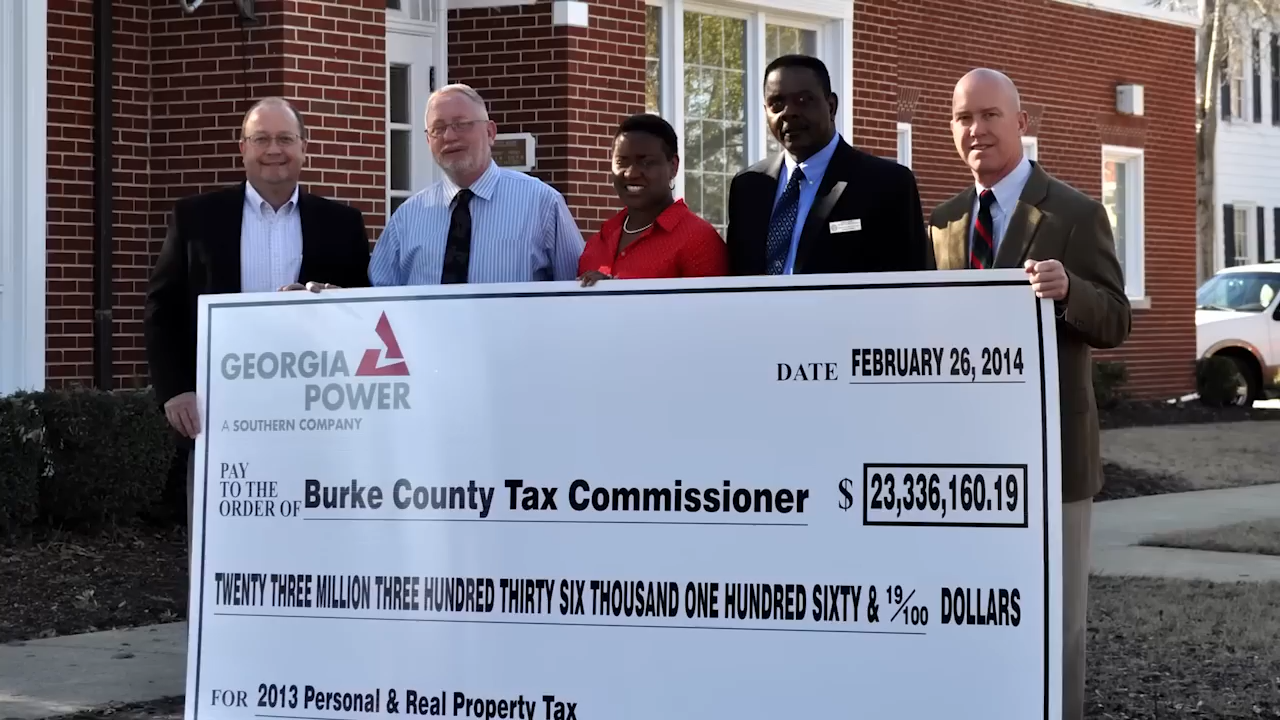 GEORGIA
POWER
A SOUTHERN COMPANY
DATE FEBRUARY 26, 2014
PAY
TO THE
ORDER OF Burke County Tax Commissioner $ 23,336,160.19
TWENTY THREE MILLION THREE HUNDRED THIRTY SIX THOUSAND ONE HUNDRED SIXTY & 19/100 DOLLARS
FOR 2013 Personal & Real Property Tax